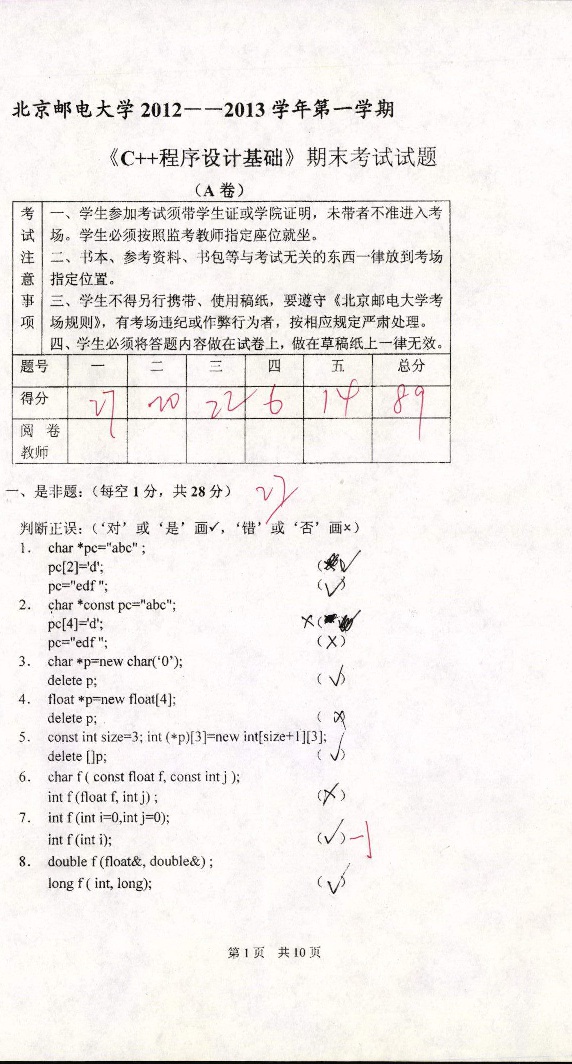 北京邮电大学 2012——2013 学年第一学期
《C++程序设计基础》期末考试试题
（A 卷）
考试注意事项
一、学生参加考试须带学生证或学院证明，未带者不准进入考
场。学生必须按照监考教师指定座位就坐。
二、书本、参考资料、书包等与考试无关的东西一律放到考场
指定位置。
三、学生不得另行携带、使用稿纸，要遵守《北京邮电大学考
场规则》，有考场违纪或作弊行为者，按相应规定严肃处理。
四、学生必须将答题内容做在试卷上，做在草稿纸上一律无效。
题号 一 二 三 四 五 总分
得分 27 20 22 6 14 89
阅 卷
教师
一、是非题：（每空 1 分，共 28 分） 27
判断正误：（‘对’或‘是’画✓，‘错’或‘否’画×）
1. char *pc="abc" ;
pc[2]='d'; ( ✓
pc="edf "; (✓)
2. char *const pc="abc";
pc[4]='d'; ×( )
pc="edf "; (×)
3. char *p=new char(‘0’);
delete p; (✓)
4. float *p=new float[4];
delete p; (×)
5. const int size=3; int (*p)[3]=new int[size+1][3];
delete []p; (✓)
6. char f ( const float f, const int j );
int f (float f, int j) ; (×)
7. int f (int i=0,int j=0);
int f (int i); (✓) -1
8. double f (float&, double&) ;
long f ( int, long); (✓)
第 1 页 共 10 页